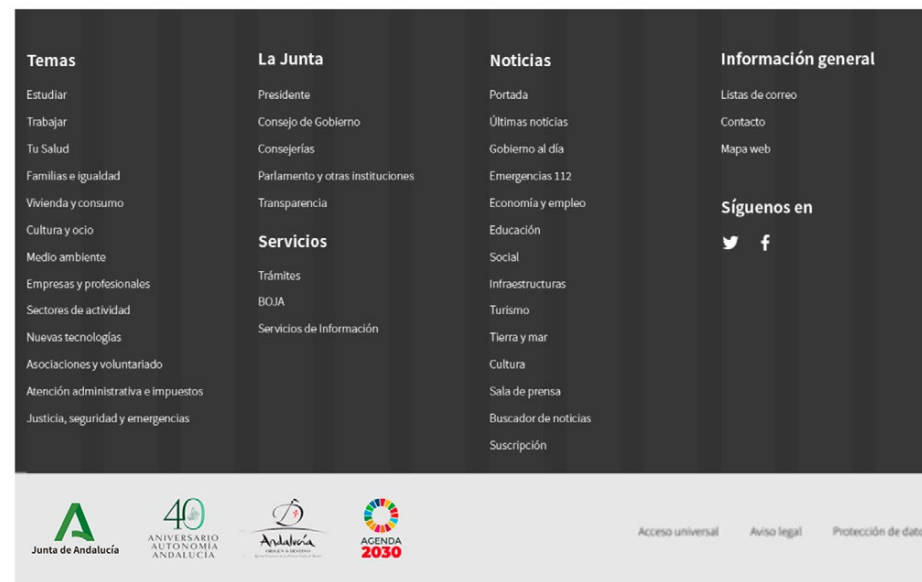 Temas
Estudiar
Trabajar
Tu Salud
Familias e igualdad
Vivienda y consumo
Cultura y ocio
Medio ambiente
Empresas y profesionales
Sectores de actividad
Nuevas tecnologías
Asociaciones y voluntariado
Atención administrativa e impuestos
Justicia, seguridad y emergencias
La Junta
Presidente
Consejo de Gobierno
Consejerías
Parlamento y otras instituciones
Transparencia
Servicios
Trámites
BOJA
Servicios de Información
Noticias
Portada
Últimas noticias
Gobierno al día
Emergencias 112
Economía y empleo
Educación
Social
Infraestructuras
Turismo
Tierra y mar
Cultura
Sala de prensa
Buscador de noticias
Suscripción
Información general
Listas de correo
Contacto
Mapa web
Síguenos en
Junta de Andalucía
40
ANIVERSARIO
AUTONOMÍA
ANDALUCÍA
Andalucía
ORIGEN & DESTINO
AGENDA
2030
Acceso universal
Aviso legal
Protección de dato